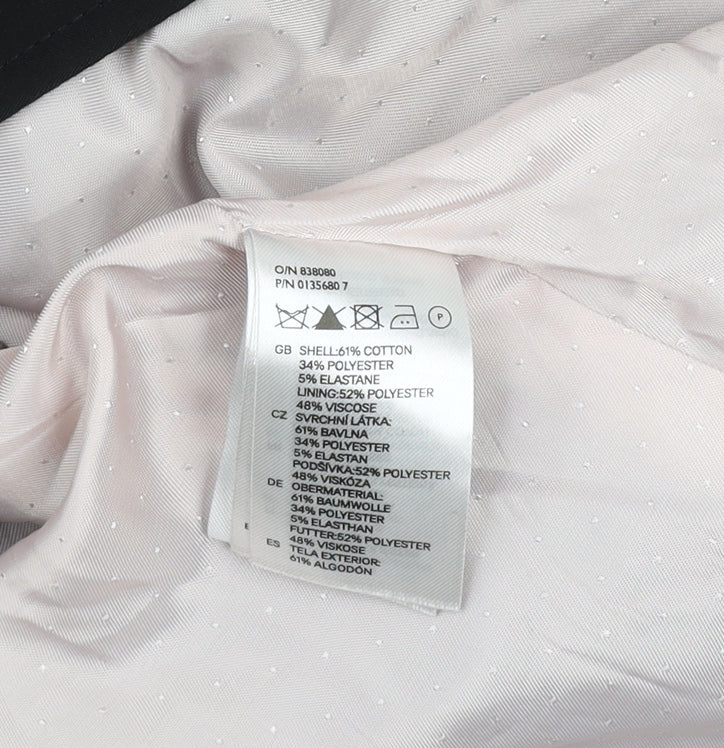 O/N 838080
P/N 0135680 7
P
GB SHELL:61% COTTON
34% POLYESTER
5% ELASTANE
LINING:52% POLYESTER
48% VISCOSE
CZ SVRCHNÍ LÁTKA:
61% BAVLNA
34% POLYESTER
5% ELASTAN
PODŠÍVKA:52% POLYESTER
48% VISKÓZA
DE OBERMATERIAL:
61% BAUMWOLLE
34% POLYESTER
5% ELASTHAN
FUTTER:52% POLYESTER
48% VISKOSE
ES TELA EXTERIOR:
61% ALGODÓN